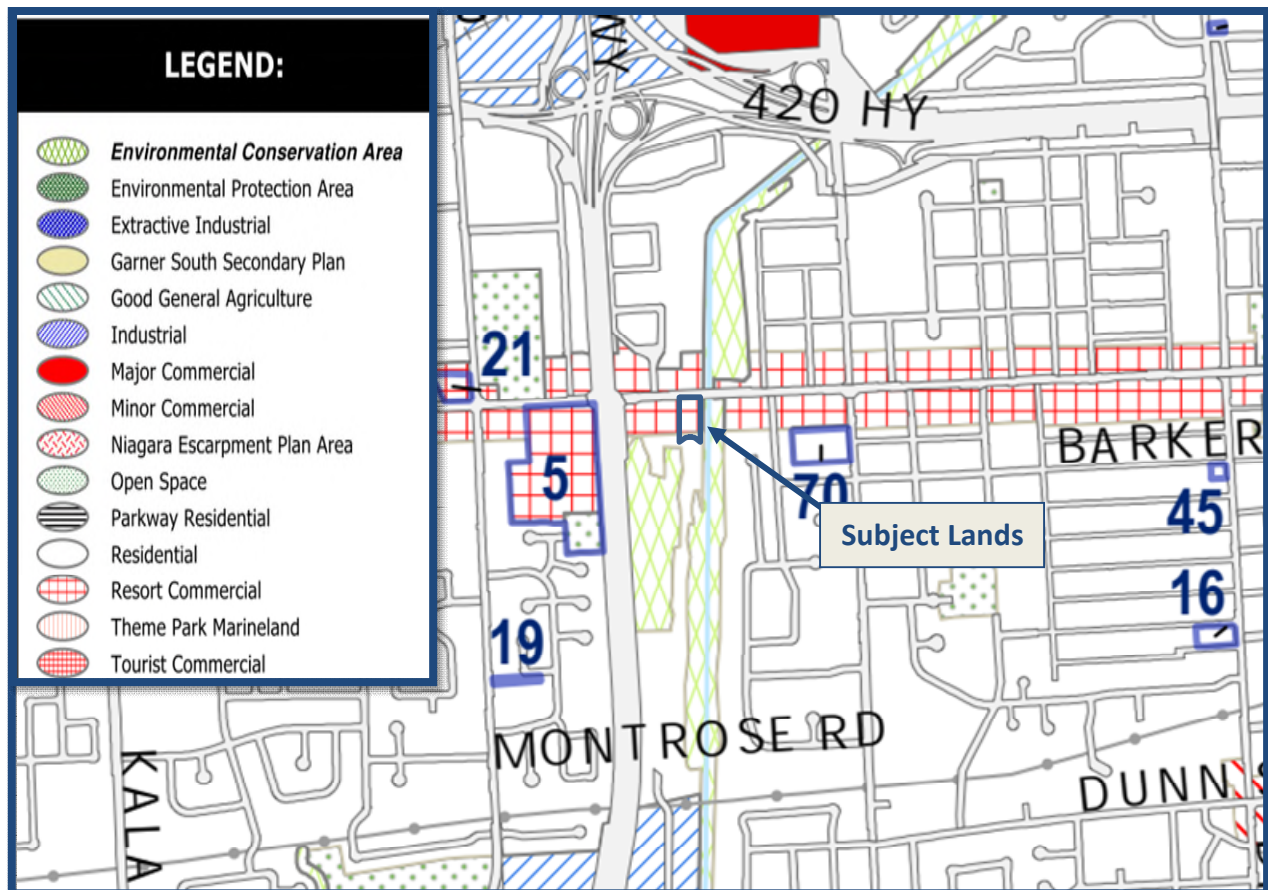 LEGEND:
Environmental Conservation Area
Environmental Protection Area
Extractive Industrial
Garner South Secondary Plan
Good General Agriculture
Industrial
Major Commercial
Minor Commercial
Niagara Escarpment Plan Area
Open Space
Parkway Residential
Residential
Resort Commercial
Theme Park Marineland
Tourist Commercial
WY
420 HY
21
5
70
BARKER
45
Subject Lands
16
19
MONTROSE RD
KALA
DUNN